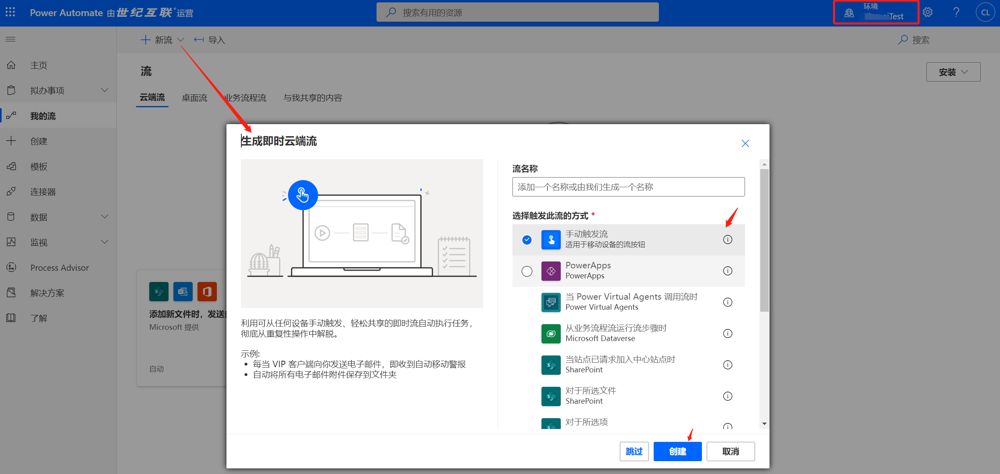 Power Automate 由世纪互联®运营
搜索有用的资源
环境
iTest
CL
新流
导入
搜索
主页
拟办事项
我的流
创建
模板
连接器
数据
监视
Process Advisor
解决方案
了解
流
安装
云端流
桌面流
业务流程流
与我共享的内容
添加新文件时，发送
Microsoft 提供
自动
生成即时云端流
利用可从任何设备手动触发、轻松共享的即时流自动执行任务，
彻底从重复性操作中解脱。
示例:
• 每当 VIP 客户端向你发送电子邮件，即收到自动移动警报
• 自动将所有电子邮件附件保存到文件夹
流名称
添加一个名称或由我们生成一个名称
选择触发此流的方式 *
手动触发流
适用于移动设备的流按钮
PowerApps
PowerApps
当 Power Virtual Agents 调用流时
Power Virtual Agents
从业务流程流运行流步骤时
Microsoft Dataverse
当站点已请求加入中心站点时
SharePoint
对于所选文件
SharePoint
对于所选项
跳过
创建
取消